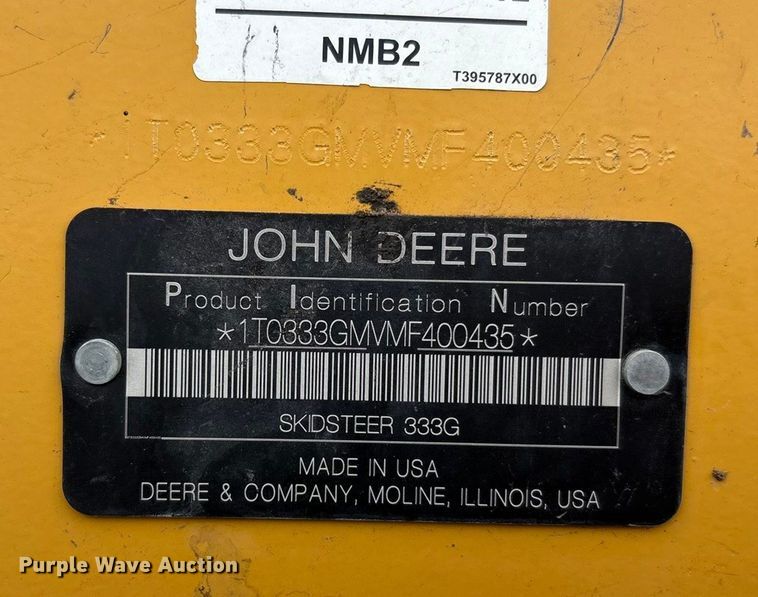 NMB2
T395787X00
*1T0333GMVMF400435*
JOHN DEERE
Product Identification Number
*1T0333GMVMF400435*
SKIDSTEER 333G
MADE IN USA
DEERE & COMPANY, MOLINE, ILLINOIS, USA
Purple Wave Auction